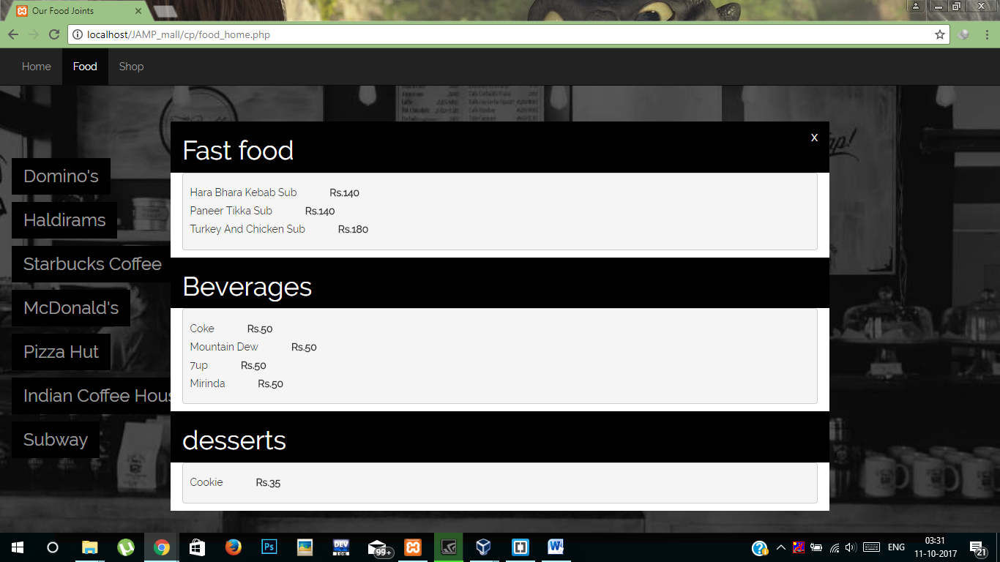 Our Food Joints
localhost/JAMP_mall/cp/food_home.php
Home Food Shop
Domino's
Haldirams
Starbucks Coffee
McDonald's
Pizza Hut
Indian Coffee Hous
Subway
X
Fast food
Hara Bhara Kebab Sub Rs.140
Paneer Tikka Sub Rs.140
Turkey And Chicken Sub Rs.180
Beverages
Coke Rs.50
Mountain Dew Rs.50
7up Rs.50
Mirinda Rs.50
desserts
Cookie Rs.35
Ps
DEV
IDE
99+
W
ENG
03:31
11-10-2017
21